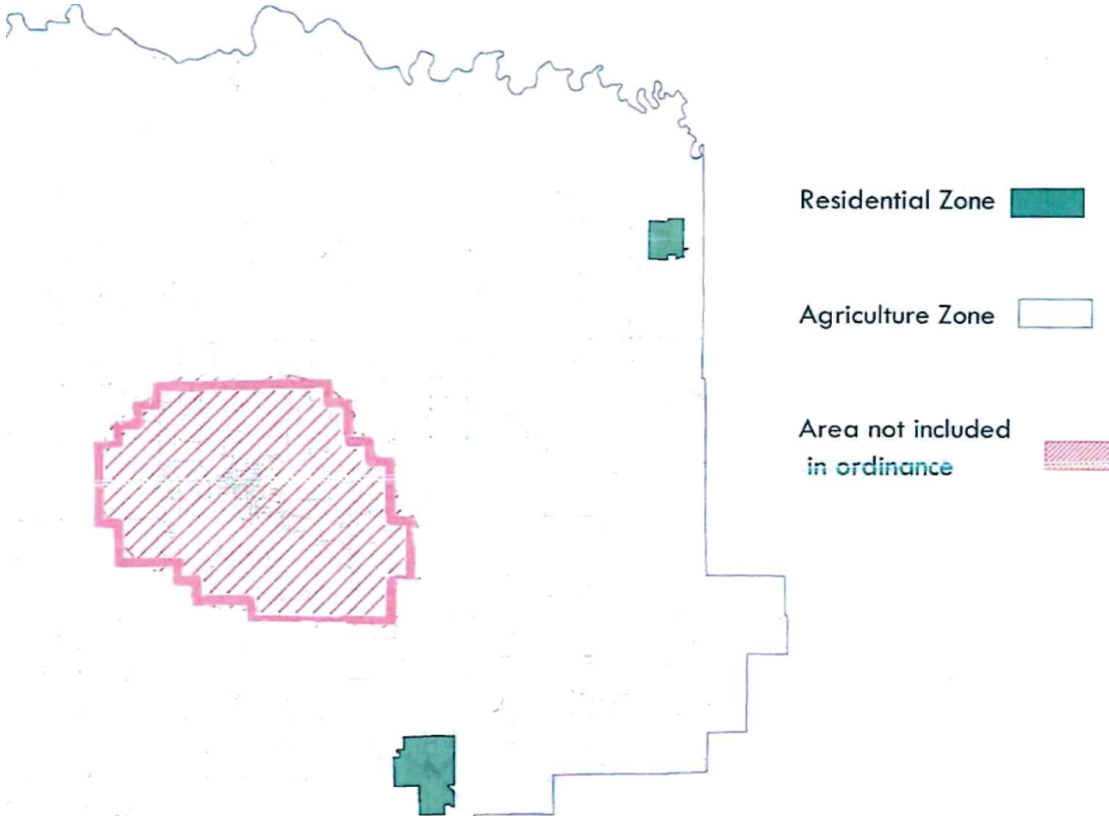 Residential Zone
Agriculture Zone
Area not included
in ordinance